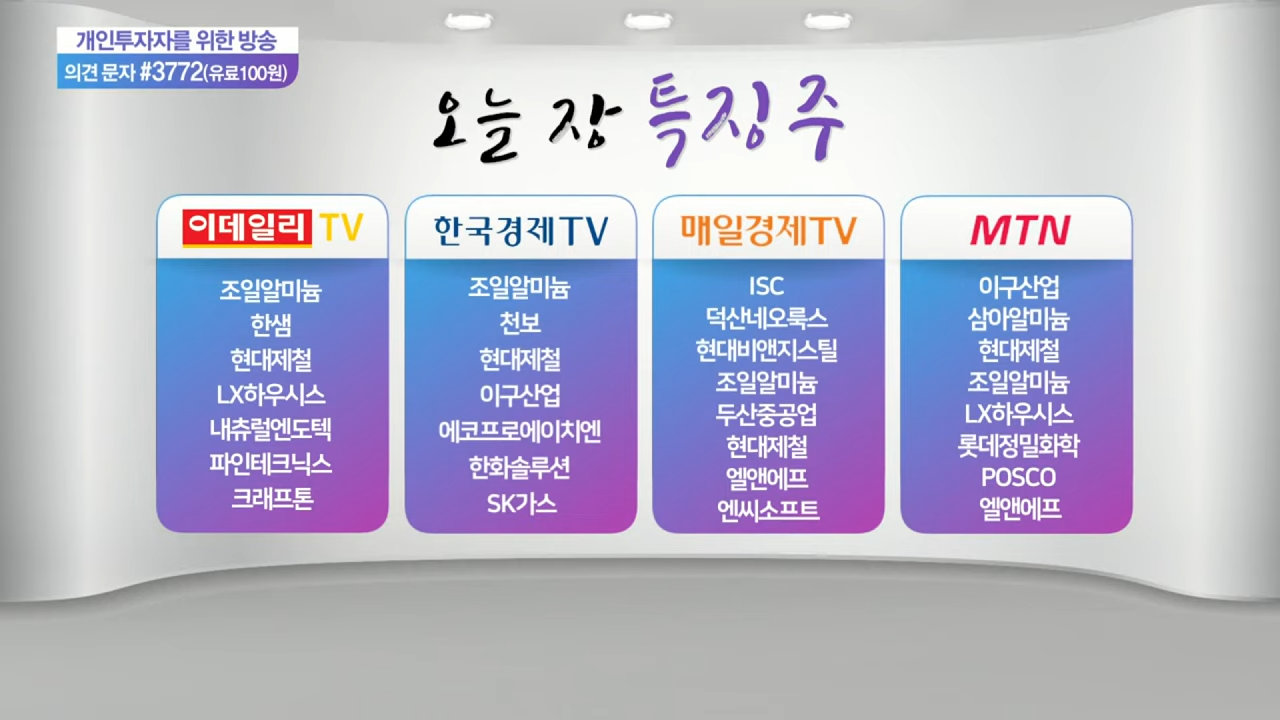 개인투자자를 위한 방송
의견 문자 #3772(유료100원)
오늘 장 특징주
이데일리 TV
조일알미늄
한샘
현대제철
LX하우시스
내츄럴엔도텍
파인테크닉스
크래프톤
한국경제TV
조일알미늄
천보
현대제철
이구산업
에코프로에이치엔
한화솔루션
SK가스
매일경제TV
ISC
덕산네오룩스
현대비앤지스틸
조일알미늄
두산중공업
현대제철
엘앤에프
엔씨소프트
MTN
이구산업
삼아알미늄
현대제철
조일알미늄
LX하우시스
롯데정밀화학
POSCO
엘앤에프